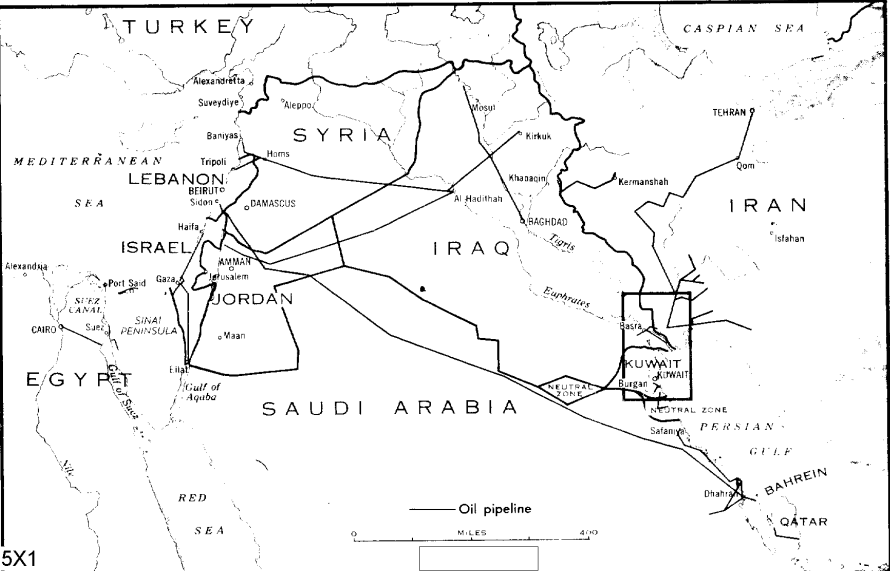 TURKEY
CASPIAN SEA
Alexandretta
Suveydiye
Aleppo
Mosul
TEHRAN
SYRIA
Baniyas
Kirkuk
MEDITERRANEAN
SEA
Tripoli
Homs
Qom
LEBANON
Khanaqin
Kermanshah
BEIRUT
Sidon
DAMASCUS
Al Hadithah
IRAN
Haifa
BAGHDAD
Isfahan
ISRAEL
IRAQ
Tigris
Alexandria
AMMAN
Port Said
Gaza
Jerusalem
Euphrates
SUEZ
CANAL
JORDAN
SINAI
PENINSULA
CAIRO
Suez
Maan
Basra
KUWAIT
Eilat
KUWAIT
EGYPT
Gulf of Suez
Gulf of
Aqaba
NEUTRAL
ZONE
Burgan
SAUDI ARABIA
NEUTRAL ZONE
Safaniya
PERSIAN
GULF
Nile
RED
SEA
Dhahran
BAHREIN
QATAR
Oil pipeline
0 MILES 400
5X1